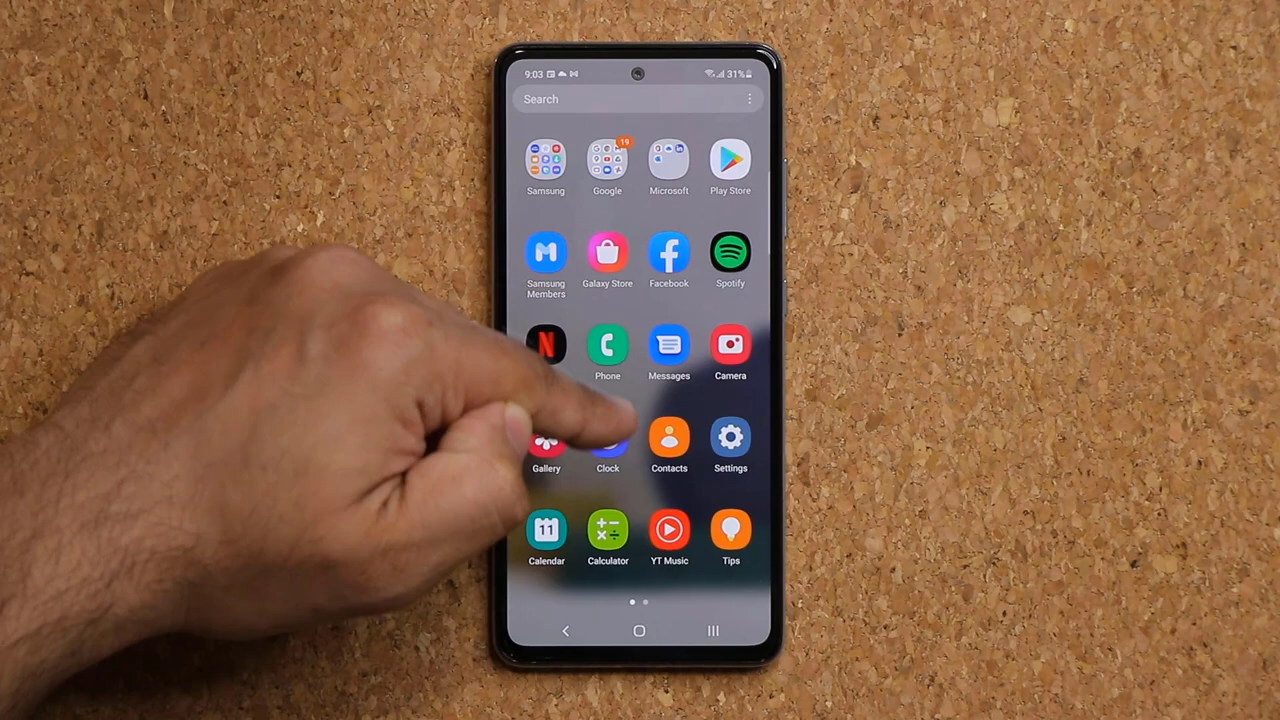 9:03 31%
Search
19
Samsung Google Microsoft Play Store
Samsung Members Galaxy Store Facebook Spotify
N
Phone Messages Camera
Gallery Clock Contacts Settings
11
Calendar Calculator YT Music Tips